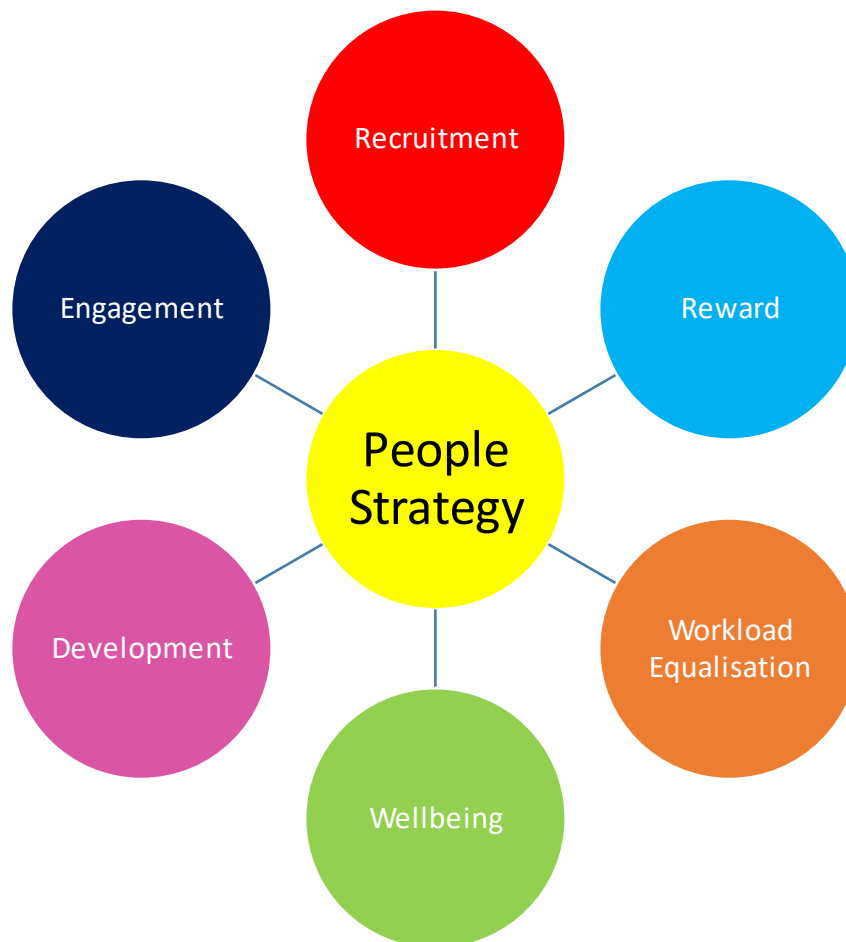 Recruitment
Engagement
Reward
People
Strategy
Development
Workload
Equalisation
Wellbeing